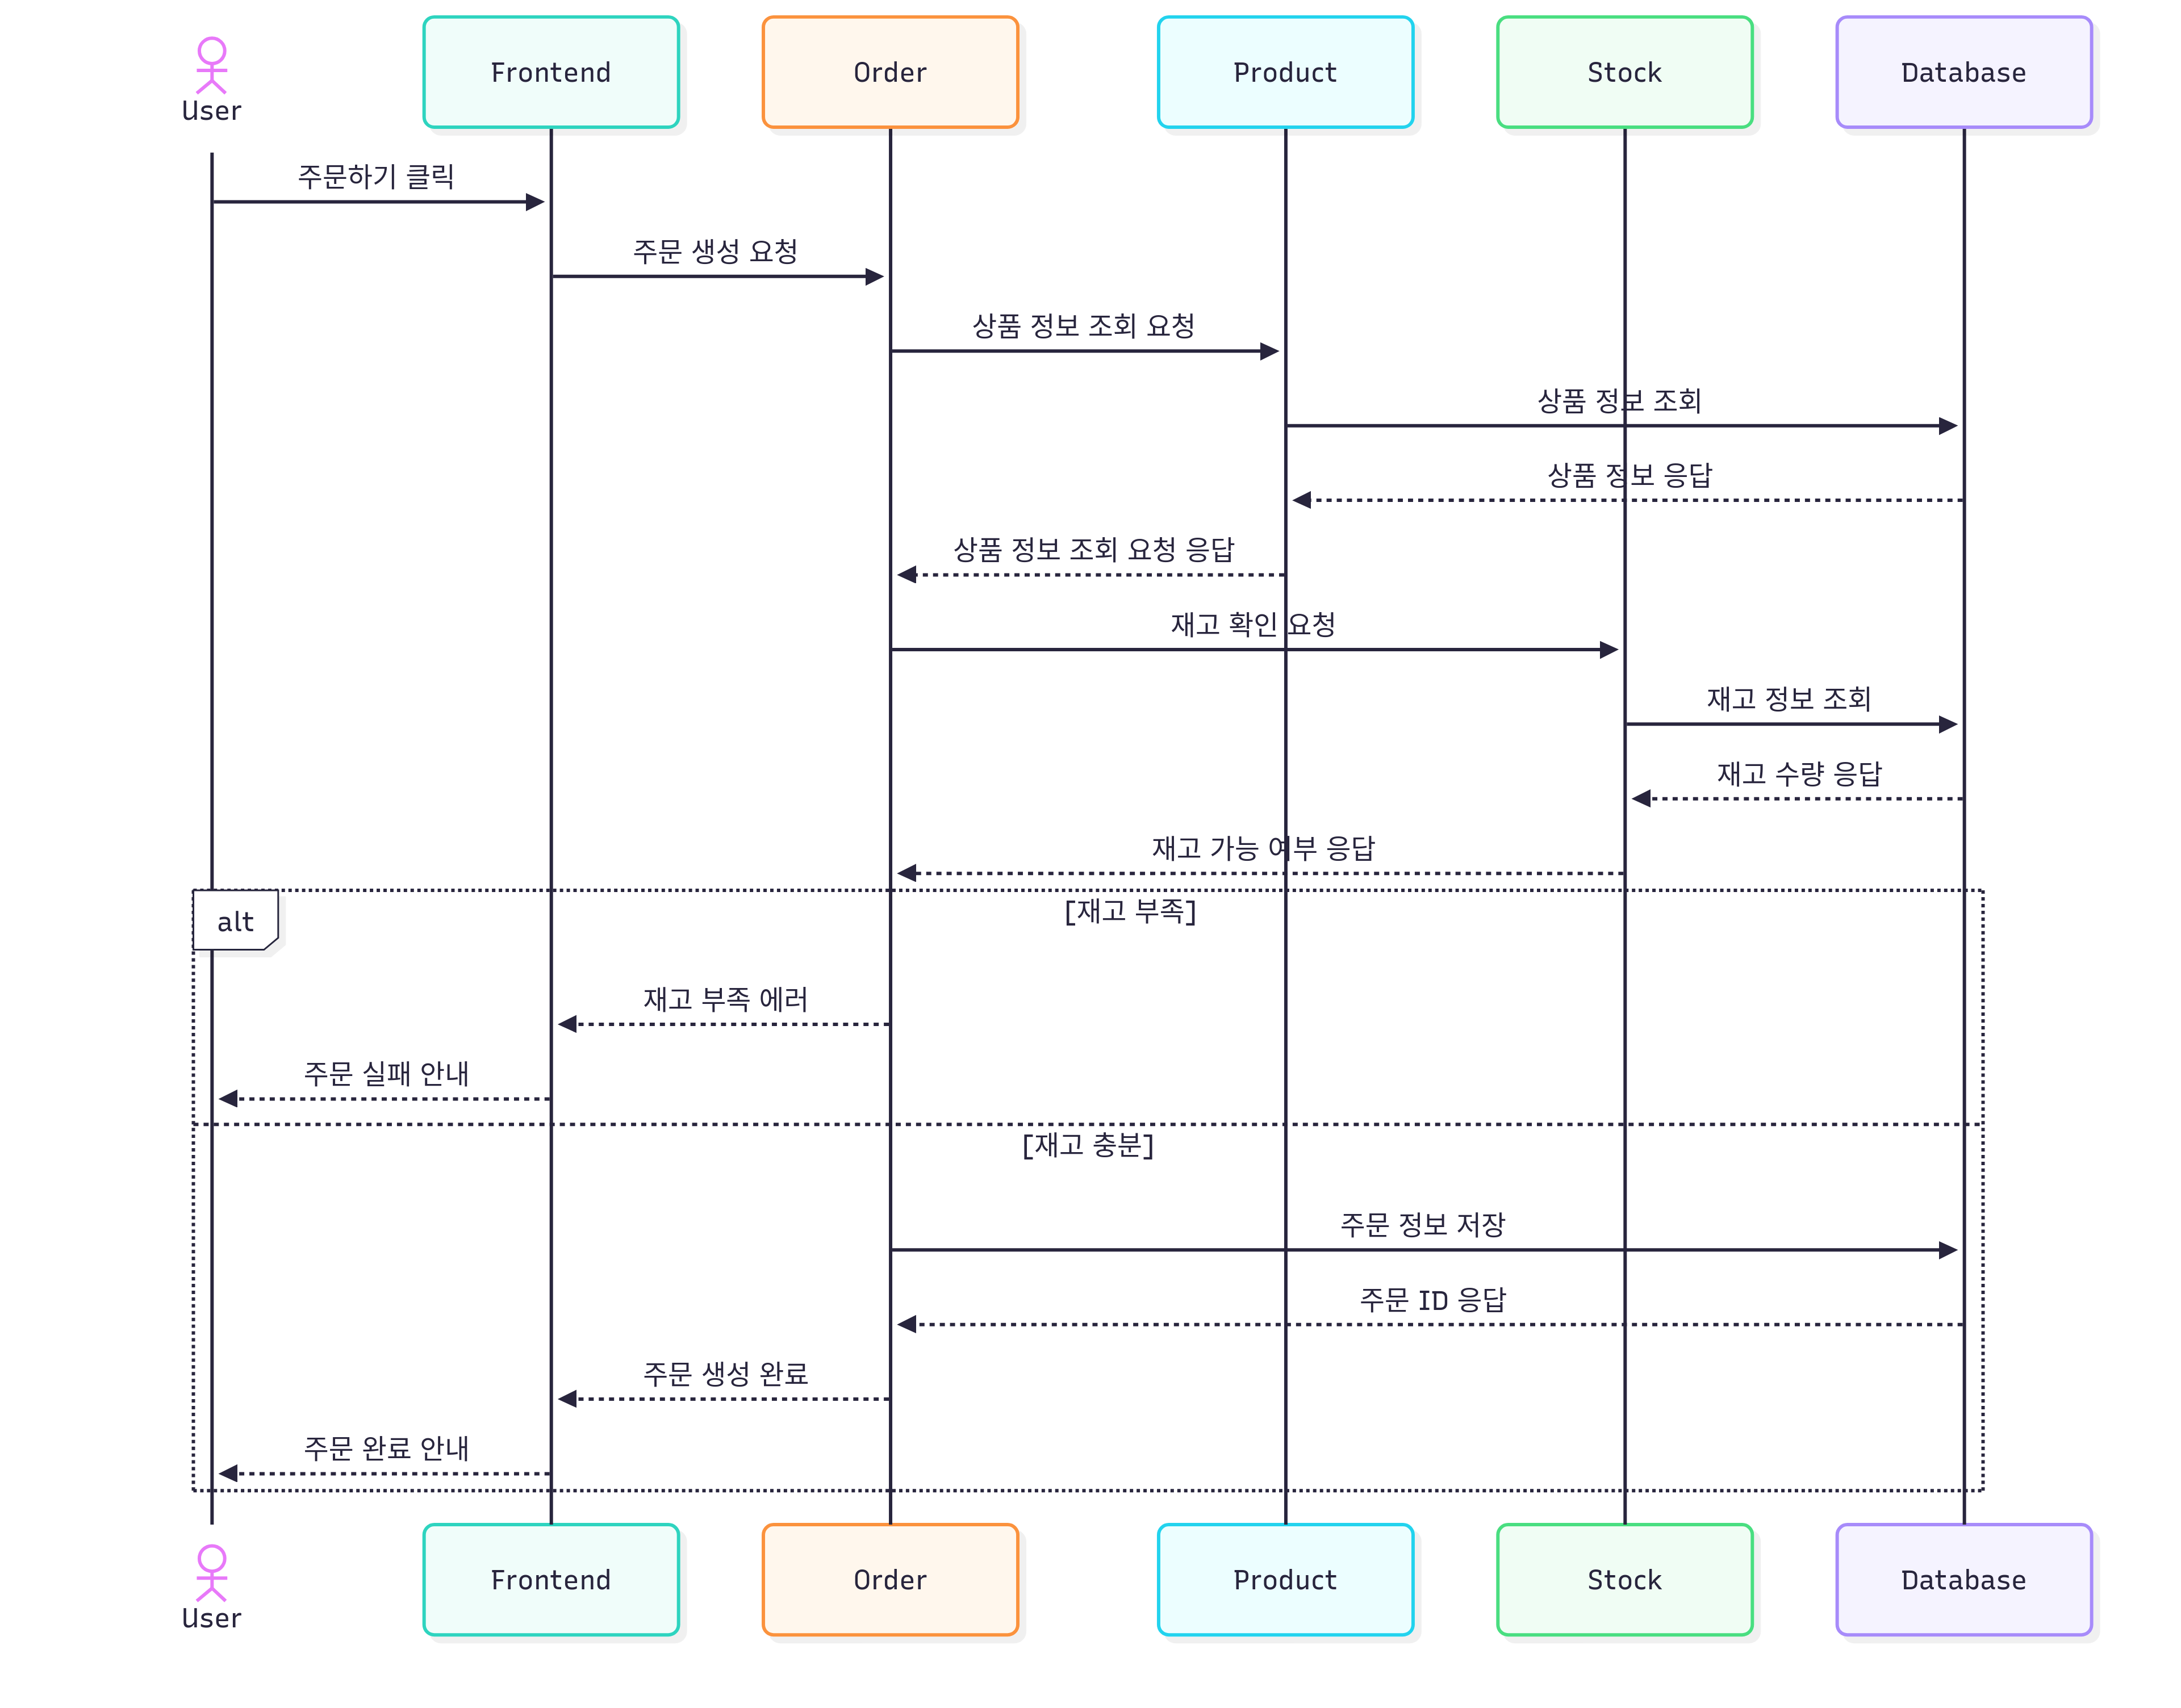 User
Frontend
Order
Product
Stock
Database
주문하기 클릭
주문 생성 요청
상품 정보 조회 요청
상품 정보 조회
상품 정보 응답
상품 정보 조회 요청 응답
재고 확인 요청
재고 정보 조회
재고 수량 응답
재고 가능 여부 응답
alt
[재고 부족]
재고 부족 에러
주문 실패 안내
[재고 충분]
주문 정보 저장
주문 ID 응답
주문 생성 완료
주문 완료 안내
User
Frontend
Order
Product
Stock
Database